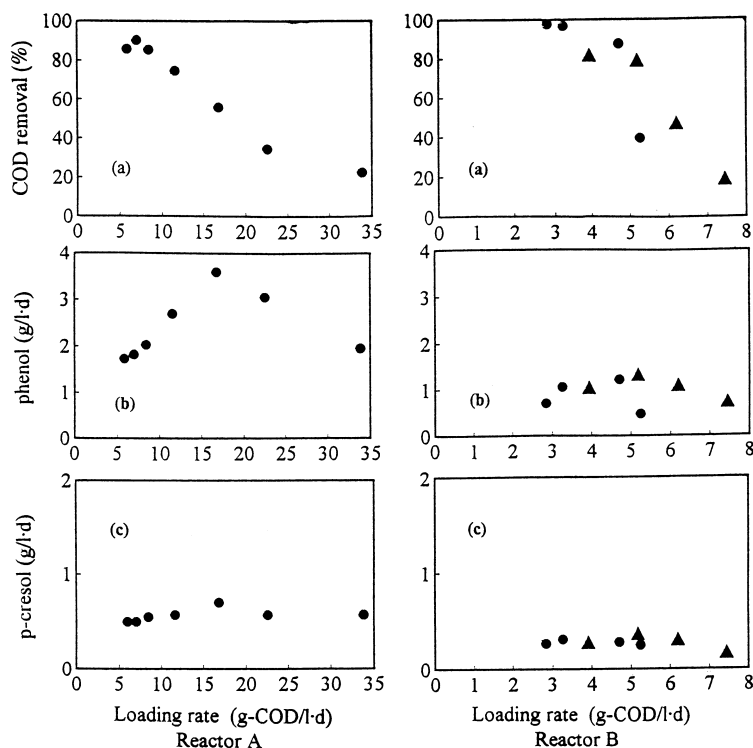 COD removal (%)
100
80
60
40
20
0
(a)
0 5 10 15 20 25 30 35
100
80
60
40
20
0
(a)
0 1 2 3 4 5 6 7 8
phenol (g/l·d)
4
3
2
1
0
(b)
0 5 10 15 20 25 30 35
4
3
2
1
0
(b)
0 1 2 3 4 5 6 7 8
p-cresol (g/l·d)
2
1
0
(c)
0 5 10 15 20 25 30 35
Loading rate (g-COD/l·d)
Reactor A
2
1
0
(c)
0 1 2 3 4 5 6 7 8
Loading rate (g-COD/l·d)
Reactor B